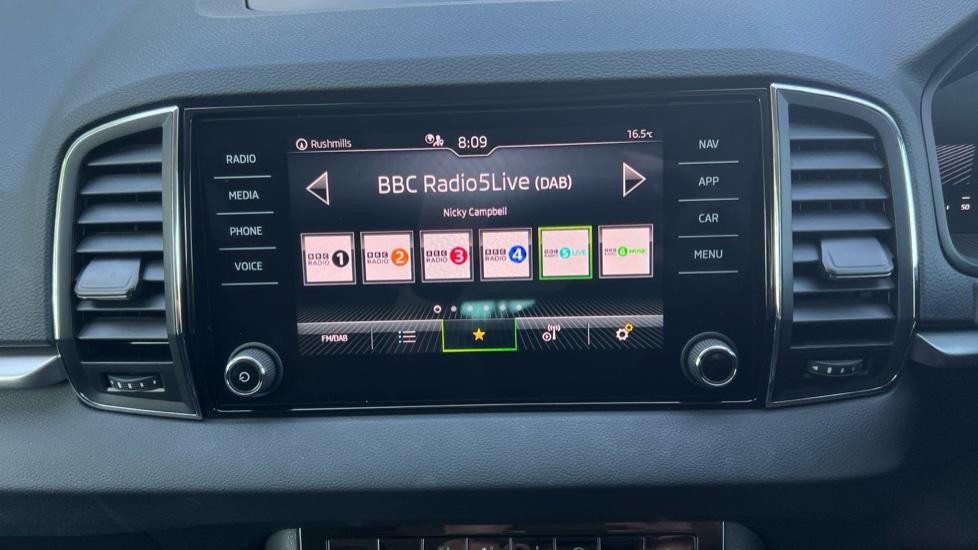 Rushmills
8:09
16.5°C
RADIO
NAV
BBC Radio5Live (DAB)
MEDIA
APP
Nicky Campbell
PHONE
CAR
BBC RADIO 1
BBC RADIO 2
BBC RADIO 3
BBC RADIO 4
BBC RADIO 5 LIVE
BBC RADIO 6 MUSIC
VOICE
MENU
FM/DAB
50